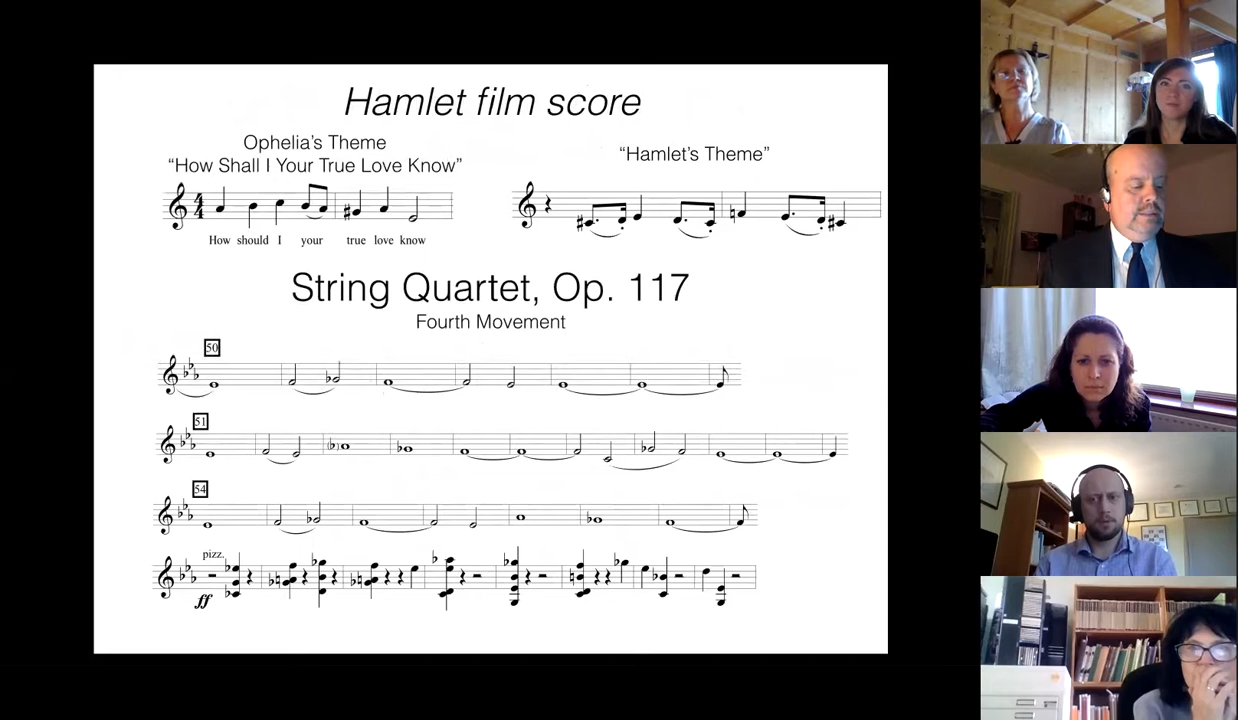 Hamlet film score
Ophelia's Theme
“How Shall I Your True Love Know”
“Hamlet's Theme”
How should I your true love know
String Quartet, Op. 117
Fourth Movement
50
51
54
pizz.
ff